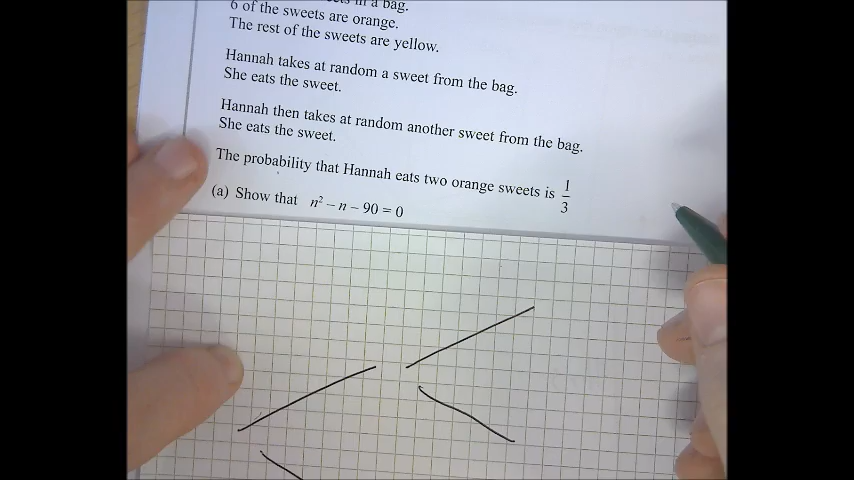 in a bag.
6 of the sweets are orange.
The rest of the sweets are yellow.
Hannah takes at random a sweet from the bag.
She eats the sweet.
Hannah then takes at random another sweet from the bag.
She eats the sweet.
The probability that Hannah eats two orange sweets is 1/3
(a) Show that n² – n – 90 = 0